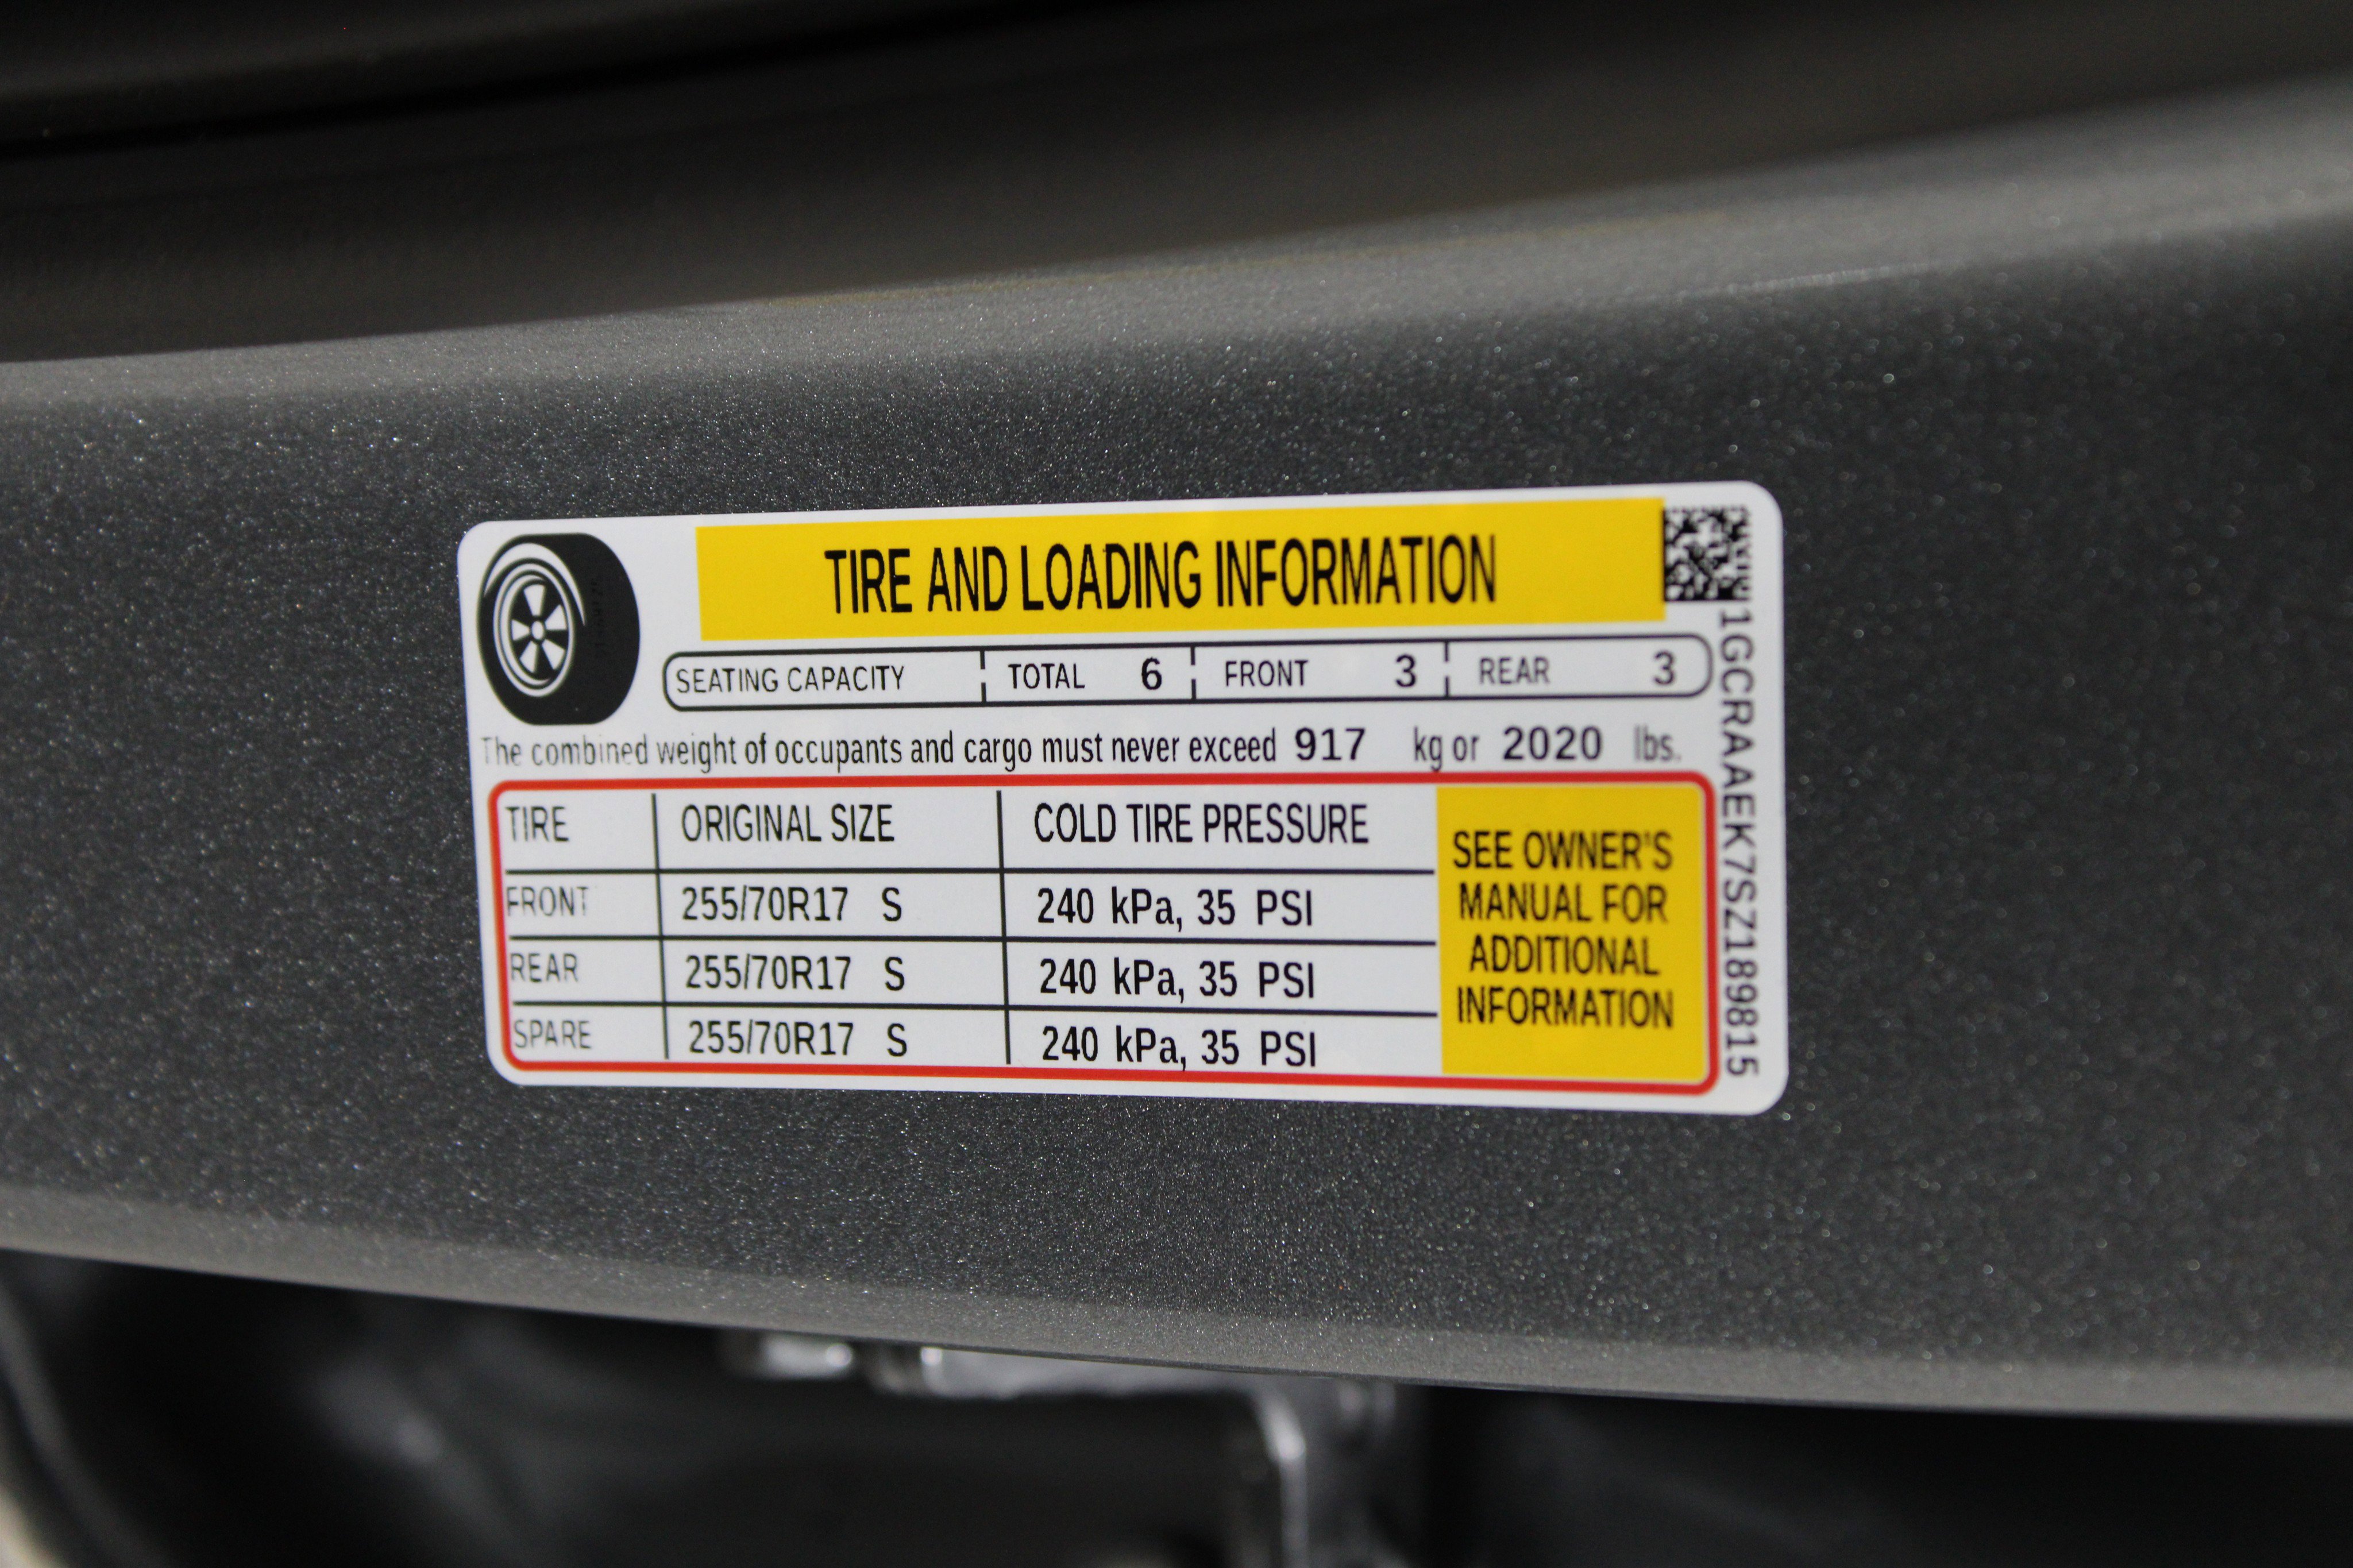 TIRE AND LOADING INFORMATION
SEATING CAPACITY TOTAL 6 FRONT 3 REAR 3
The combined weight of occupants and cargo must never exceed 917 kg or 2020 lbs.
TIRE ORIGINAL SIZE COLD TIRE PRESSURE
FRONT 255/70R17 S 240 kPa, 35 PSI
REAR 255/70R17 S 240 kPa, 35 PSI
SPARE 255/70R17 S 240 kPa, 35 PSI
SEE OWNER'S
MANUAL FOR
ADDITIONAL
INFORMATION
1GCRAAEK7SZ189815